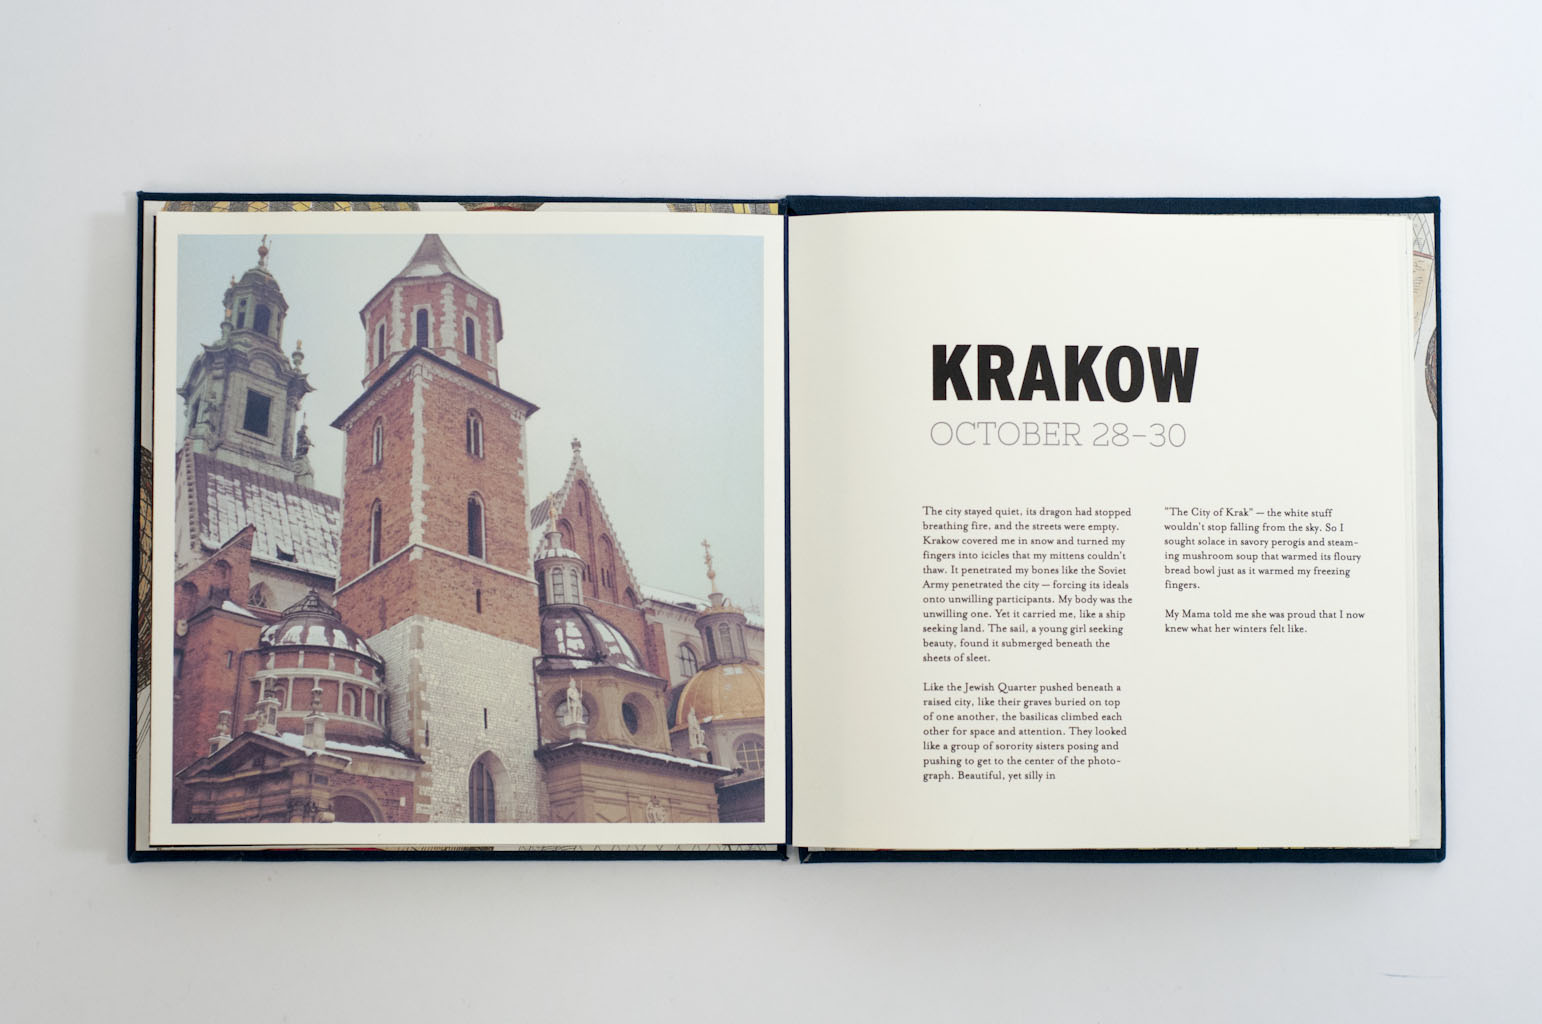 KRAKOW
OCTOBER 28–30
The city stayed quiet, its dragon had stopped
breathing fire, and the streets were empty.
Krakow covered me in snow and turned my
fingers into icicles that my mittens couldn't
thaw. It penetrated my bones like the Soviet
Army penetrated the city — forcing its ideals
onto unwilling participants. My body was the
unwilling one. Yet it carried me, like a ship
seeking land. The sail, a young girl seeking
beauty, found it submerged beneath the
sheets of sleet.
Like the Jewish Quarter pushed beneath a
raised city, like their graves buried on top
of one another, the basilicas climbed each
other for space and attention. They looked
like a group of sorority sisters posing and
pushing to get to the center of the photo-
graph. Beautiful, yet silly in
"The City of Krak" — the white stuff
wouldn't stop falling from the sky. So I
sought solace in savory perogis and steam-
ing mushroom soup that warmed its floury
bread bowl just as it warmed my freezing
fingers.
My Mama told me she was proud that I now
knew what her winters felt like.